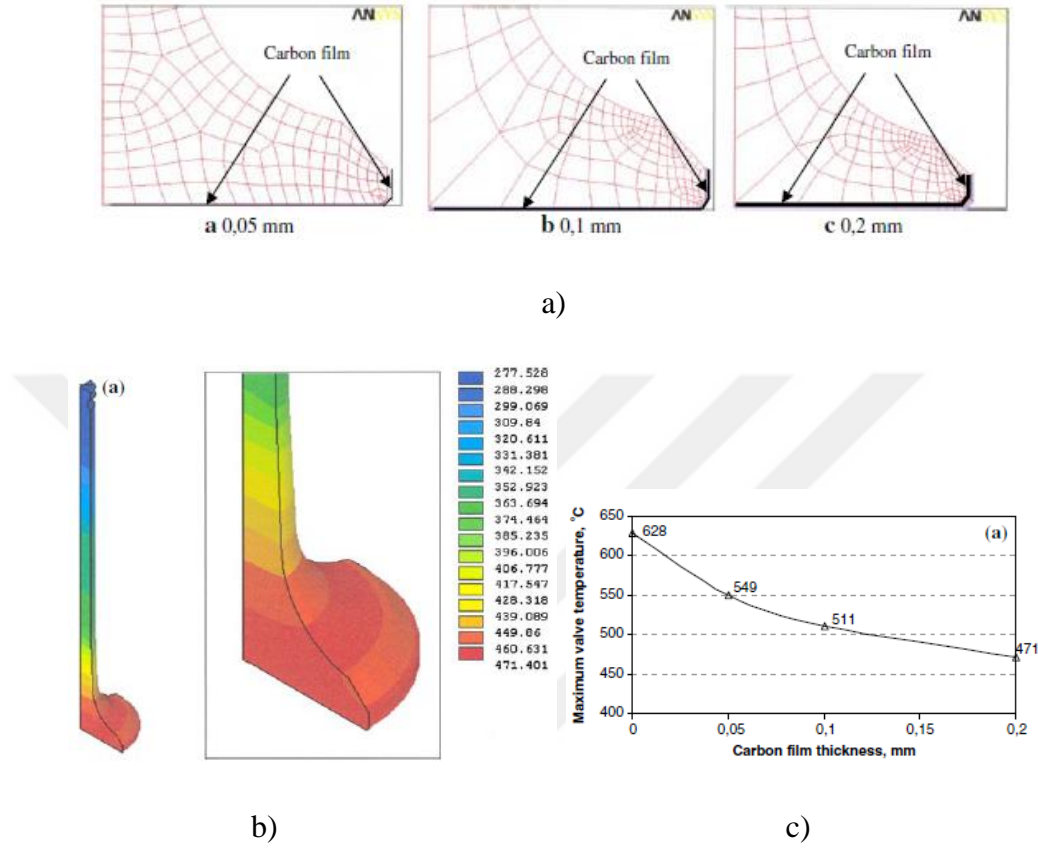 AN
AN
AN
Carbon film
Carbon film
Carbon film
a 0,05 mm
b 0,1 mm
c 0,2 mm
a)
(a)
277.528
288.298
299.069
309.84
320.611
331.381
342.152
352.923
363.694
374.464
385.235
396.006
406.777
417.547
428.318
439.089
449.86
460.631
471.401
Maximum valve temperature, °C
650
600
550
500
450
400
628
549
511
471
(a)
0
0,05
0,1
0,15
0,2
Carbon film thickness, mm
b)
c)